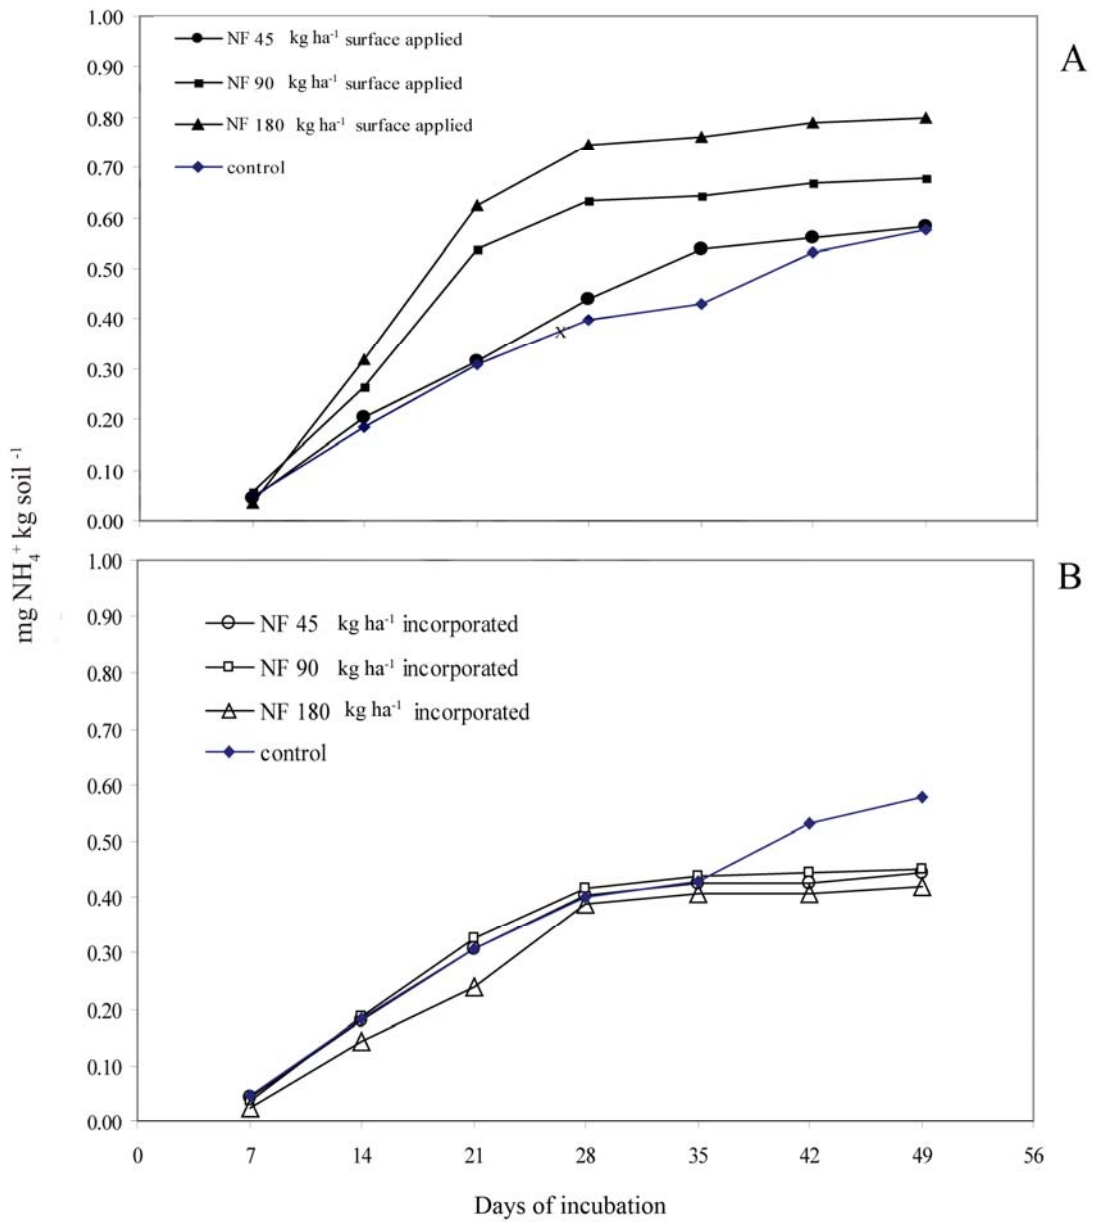 1.00
NF 45 kg ha-1 surface applied
A
0.90
NF 90 kg ha-1 surface applied
0.80
NF 180 kg ha-1 surface applied
0.70
control
0.60
0.50
0.40
x
0.30
0.20
0.10
0.00
mg NH4+ kg soil -1
1.00
B
0.90
NF 45 kg ha-1 incorporated
0.80
NF 90 kg ha-1 incorporated
0.70
NF 180 kg ha-1 incorporated
control
0.60
0.50
0.40
0.30
0.20
0.10
0.00
0 7 14 21 28 35 42 49 56
Days of incubation